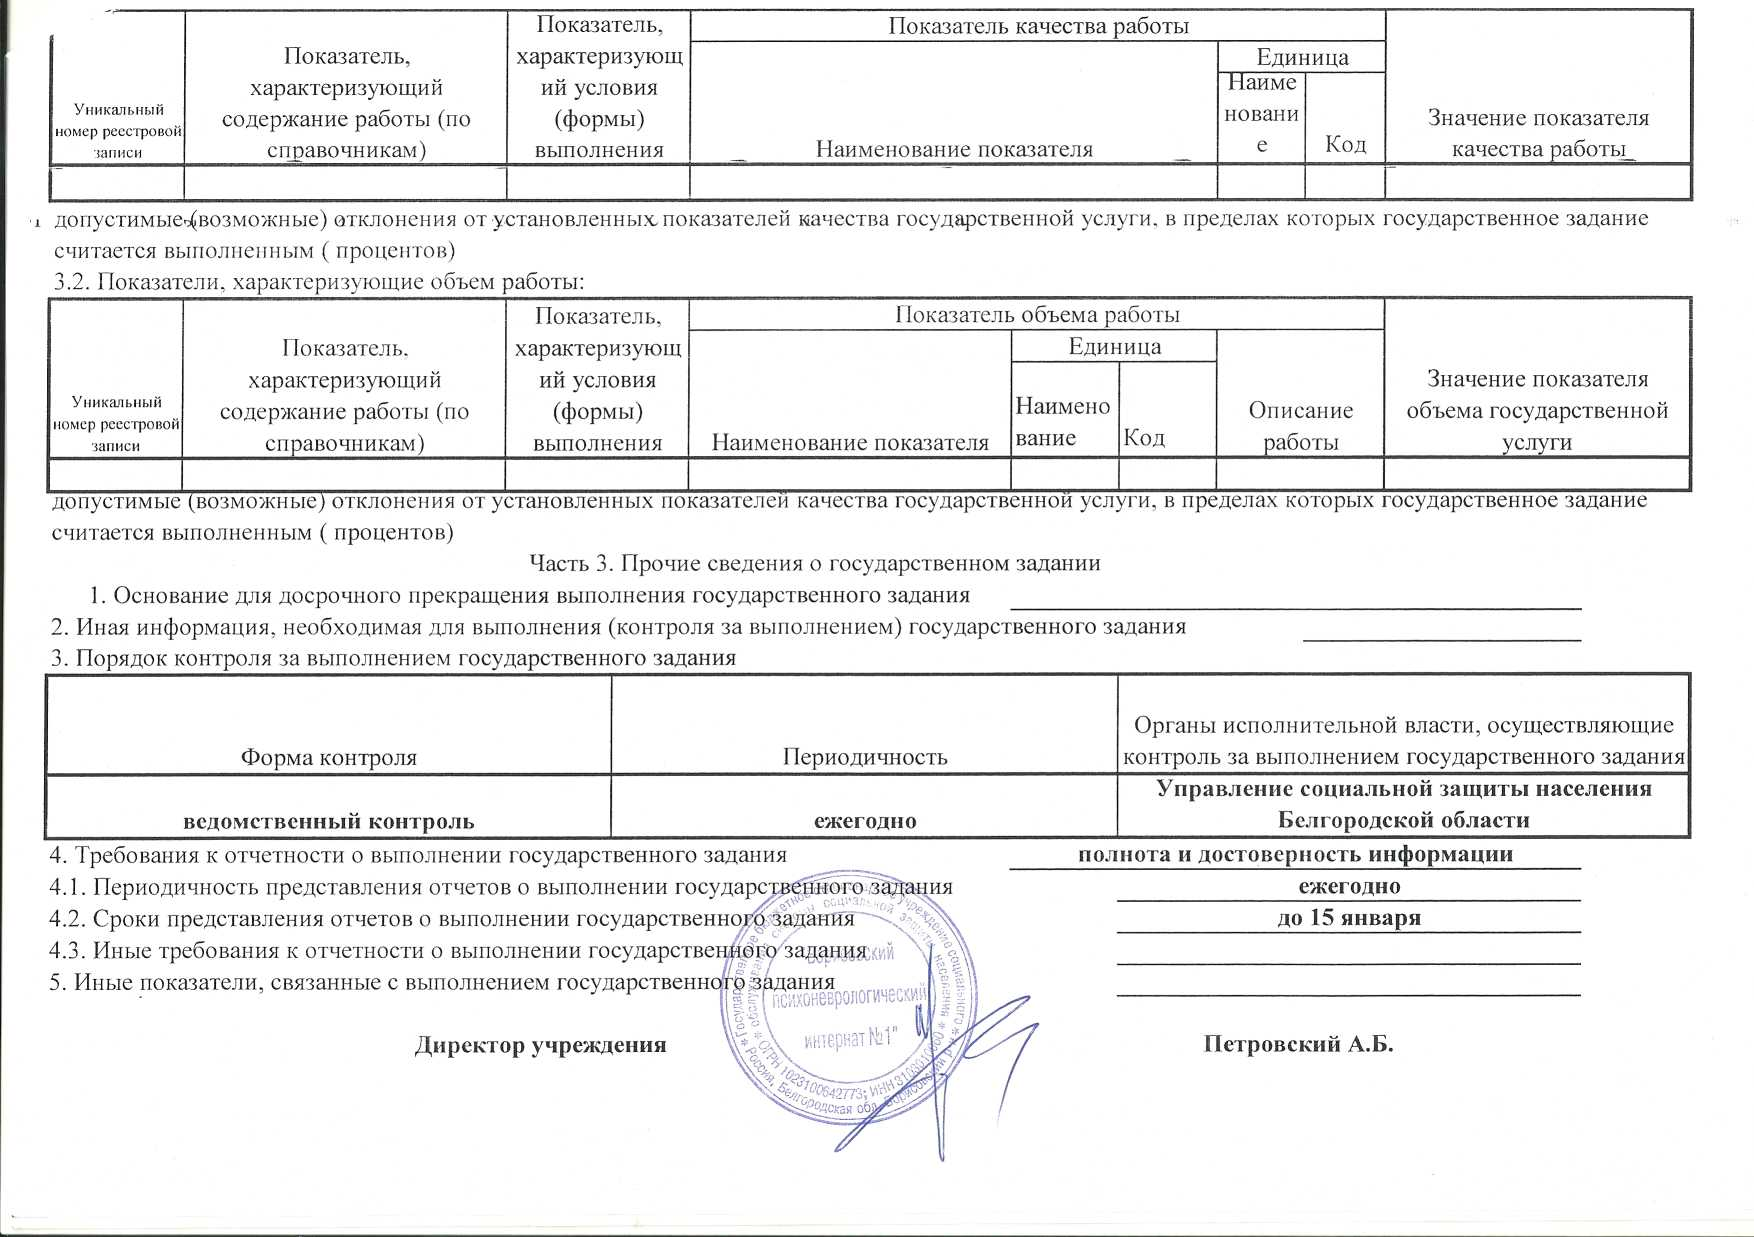 Показатель качества работы
Показатель,
характеризующ
ий условия
(формы)
выполнения
Показатель,
характеризующий
содержание работы (по
справочникам)
Уникальный
номер реестровой
записи
Наименование показателя
Единица
Наиме
новани
е
Код
Значение показателя
качества работы
допустимые (возможные) отклонения от установленных показателей качества государственной услуги, в пределах которых государственное задание
считается выполненным ( процентов)
3.2. Показатели, характеризующие объем работы:
Уникальный
номер реестровой
записи
Показатель,
характеризующий
содержание работы (по
справочникам)
Показатель,
характеризующ
ий условия
(формы)
выполнения
Показатель объема работы
Наименование показателя
Единица
Наимено
вание
Код
Описание
работы
Значение показателя
объема государственной
услуги
допустимые (возможные) отклонения от установленных показателей качества государственной услуги, в пределах которых государственное задание
считается выполненным ( процентов)
Часть 3. Прочие сведения о государственном задании
1. Основание для досрочного прекращения выполнения государственного задания
2. Иная информация, необходимая для выполнения (контроля за выполнением) государственного задания
3. Порядок контроля за выполнением государственного задания
Форма контроля
Периодичность
Органы исполнительной власти, осуществляющие
контроль за выполнением государственного задания
ведомственный контроль
ежегодно
Управление социальной защиты населения
Белгородской области
4. Требования к отчетности о выполнении государственного задания полнота и достоверность информации
4.1. Периодичность представления отчетов о выполнении государственного задания ежегодно
4.2. Сроки представления отчетов о выполнении государственного задания до 15 января
4.3. Иные требования к отчетности о выполнении государственного задания
5. Иные показатели, связанные с выполнением государственного задания
психоневрологический
интернат №1"
Директор учреждения Петровский А.Б.